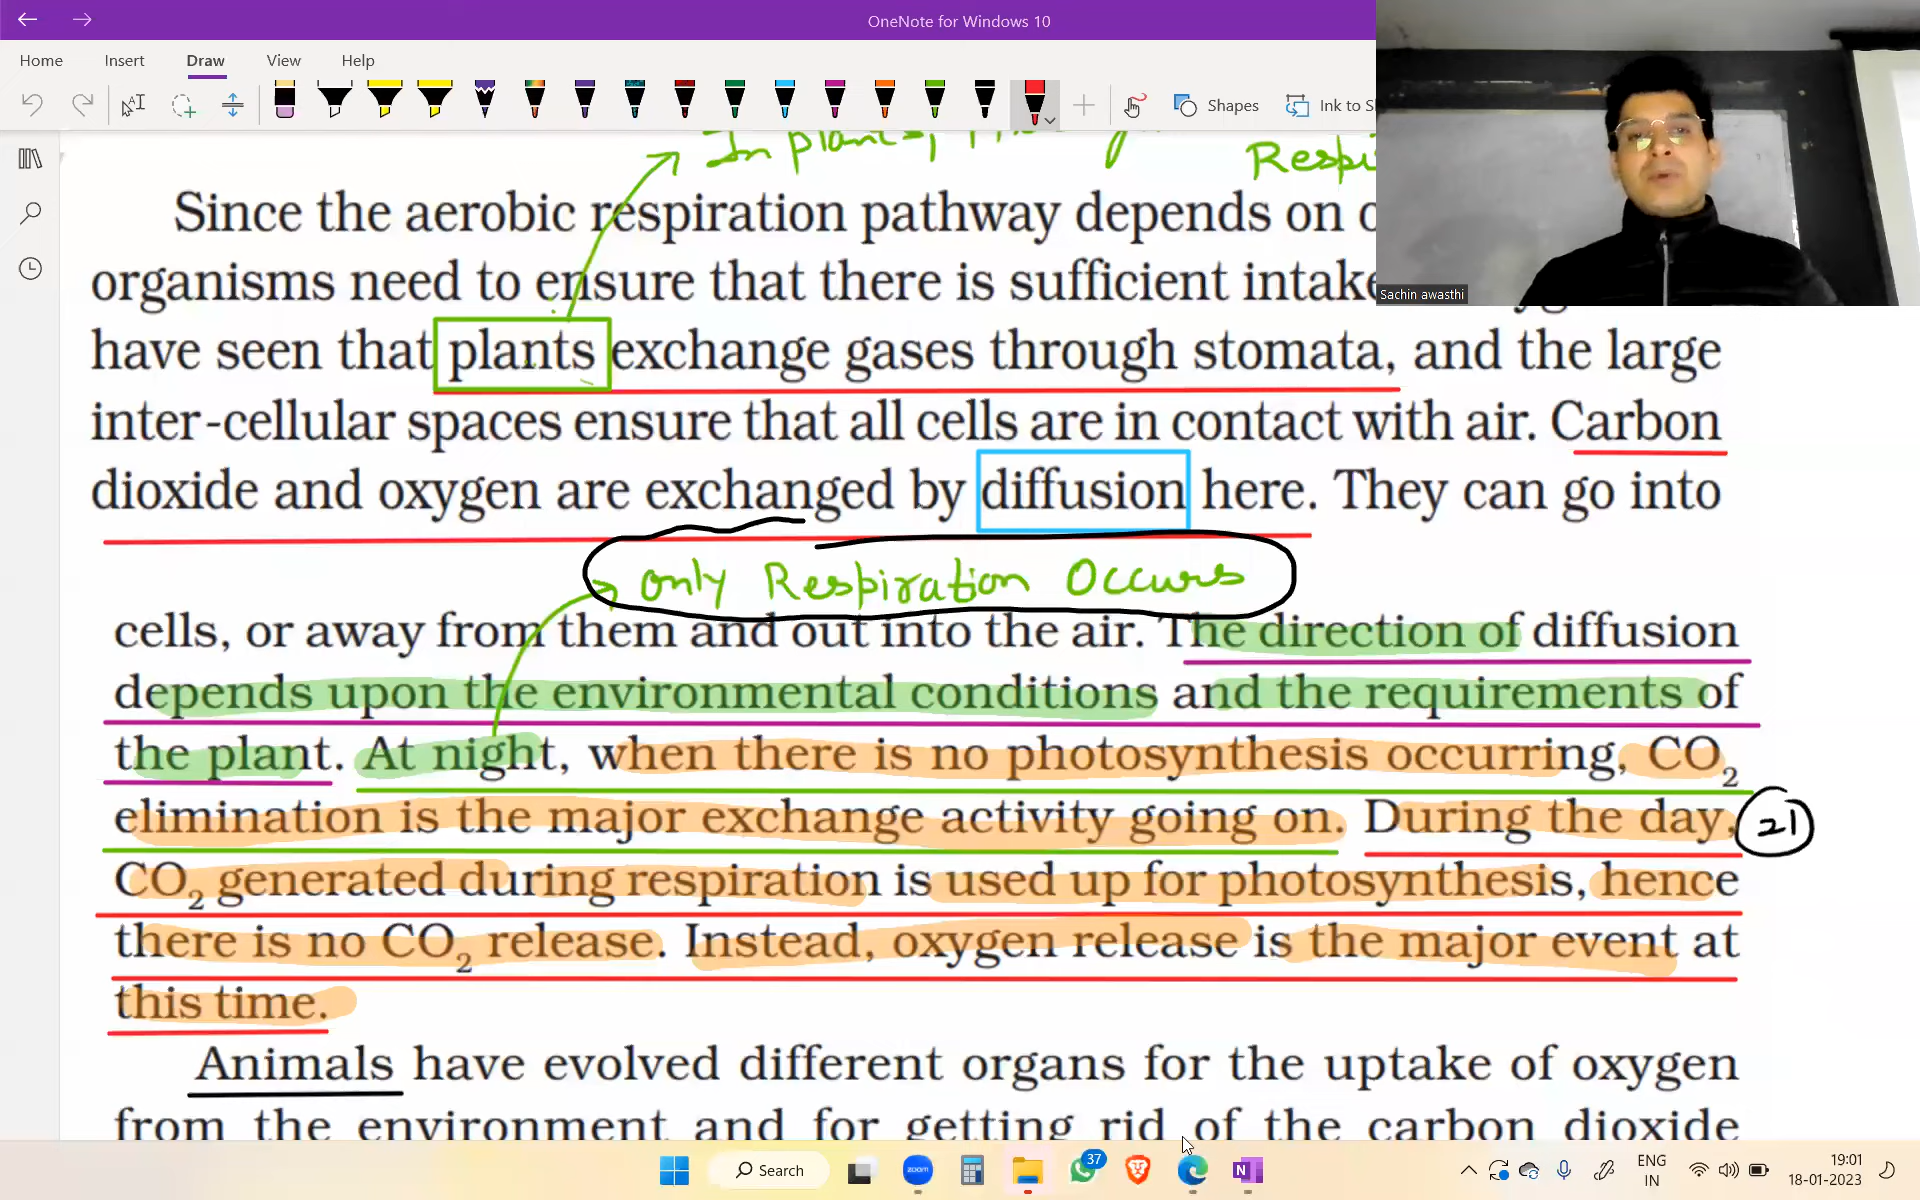 OneNote for Windows 10
Home Insert Draw View Help
Shapes Ink to S
In plants,
Respi
Sachin awasthi
Since the aerobic respiration pathway depends on
organisms need to ensure that there is sufficient intake
have seen that plants exchange gases through stomata, and the large
inter-cellular spaces ensure that all cells are in contact with air. Carbon
dioxide and oxygen are exchanged by diffusion here. They can go into
only Respiration Occurs
cells, or away from them and out into the air. The direction of diffusion
depends upon the environmental conditions and the requirements of
the plant. At night, when there is no photosynthesis occurring, CO₂
elimination is the major exchange activity going on. During the day, 21
CO₂ generated during respiration is used up for photosynthesis, hence
there is no CO₂ release. Instead, oxygen release is the major event at
this time.
Animals have evolved different organs for the uptake of oxygen
from the environment and for getting rid of the carbon dioxide
Search zoom 37 N ENG 19:01
IN 18-01-2023